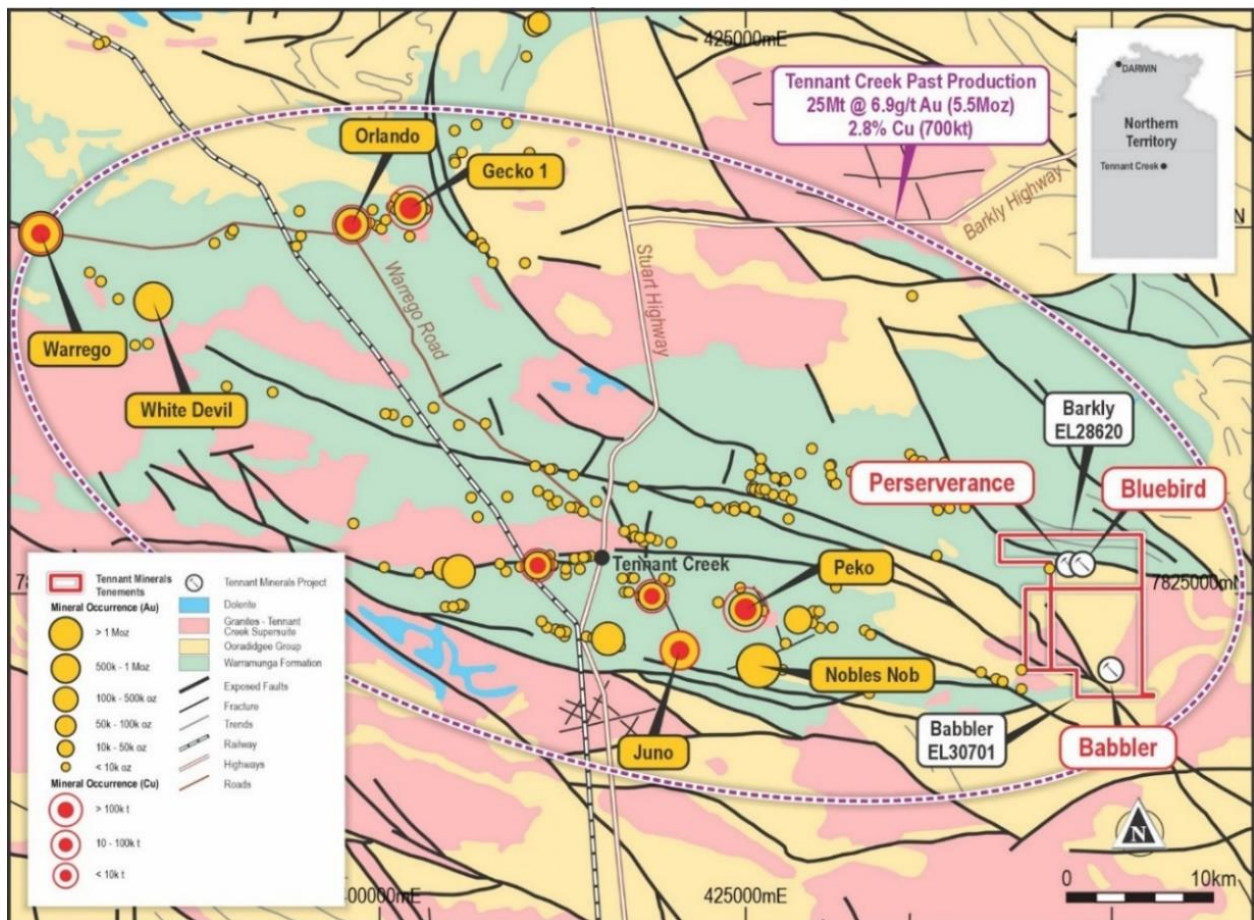 425000mE
Tennant Creek Past Production
25Mt @ 6.9g/t Au (5.5Moz)
2.8% Cu (700kt)
DARWIN
Northern
Territory
Tennant Creek
Orlando
Gecko 1
Barkly Highway
N
Warrego Road
Stuart Highway
Warrego
White Devil
Barkly
EL28620
Perserverance
Bluebird
Tennant Creek
Peko
7825000mN
Nobles Nob
Juno
Babbler
EL30701
Babbler
Tennant Minerals
Tenements
Mineral Occurrence (Au)
> 1 Moz
500k - 1 Moz
100k - 500k oz
50k - 100k oz
10k - 50k oz
< 10k oz
Mineral Occurrence (Cu)
> 100k t
10 - 100k t
< 10k t
Tennant Minerals Project
Dolerite
Granites - Tennant
Creek Supersuite
Ooradidgee Group
Warramunga Formation
Exposed Faults
Fracture
Trends
Railway
Highways
Roads
00000mE
425000mE
N
0 10km